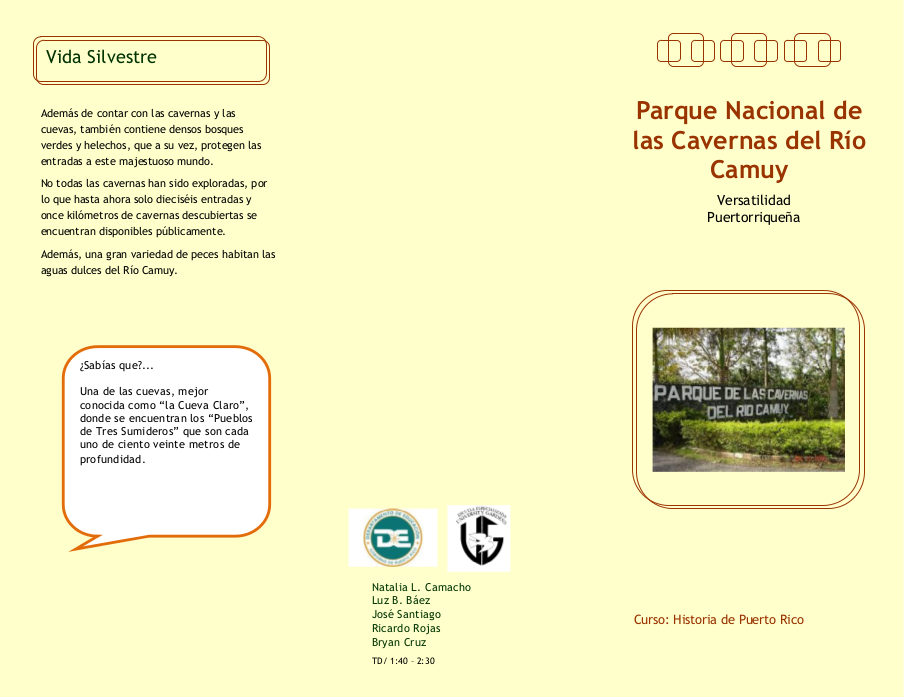 Vida Silvestre
Además de contar con las cavernas y las
cuevas, también contiene densos bosques
verdes y helechos, que a su vez, protegen las
entradas a este majestuoso mundo.
No todas las cavernas han sido exploradas, por
lo que hasta ahora solo dieciséis entradas y
once kilómetros de cavernas descubiertas se
encuentran disponibles públicamente.
Además, una gran variedad de peces habitan las
aguas dulces del Río Camuy.
¿Sabías que?...
Una de las cuevas, mejor
conocida como “la Cueva Claro”,
donde se encuentran los “Pueblos
de Tres Sumideros” que son cada
uno de ciento veinte metros de
profundidad.
DE
UNIVERSITY GARDENS
Natalia L. Camacho
Luz B. Báez
José Santiago
Ricardo Rojas
Bryan Cruz
TD/ 1:40 – 2:30
Parque Nacional de
las Cavernas del Río
Camuy
Versatilidad
Puertorriqueña
PARQUE DE LAS CAVERNAS
DEL RIO CAMUY
Curso: Historia de Puerto Rico